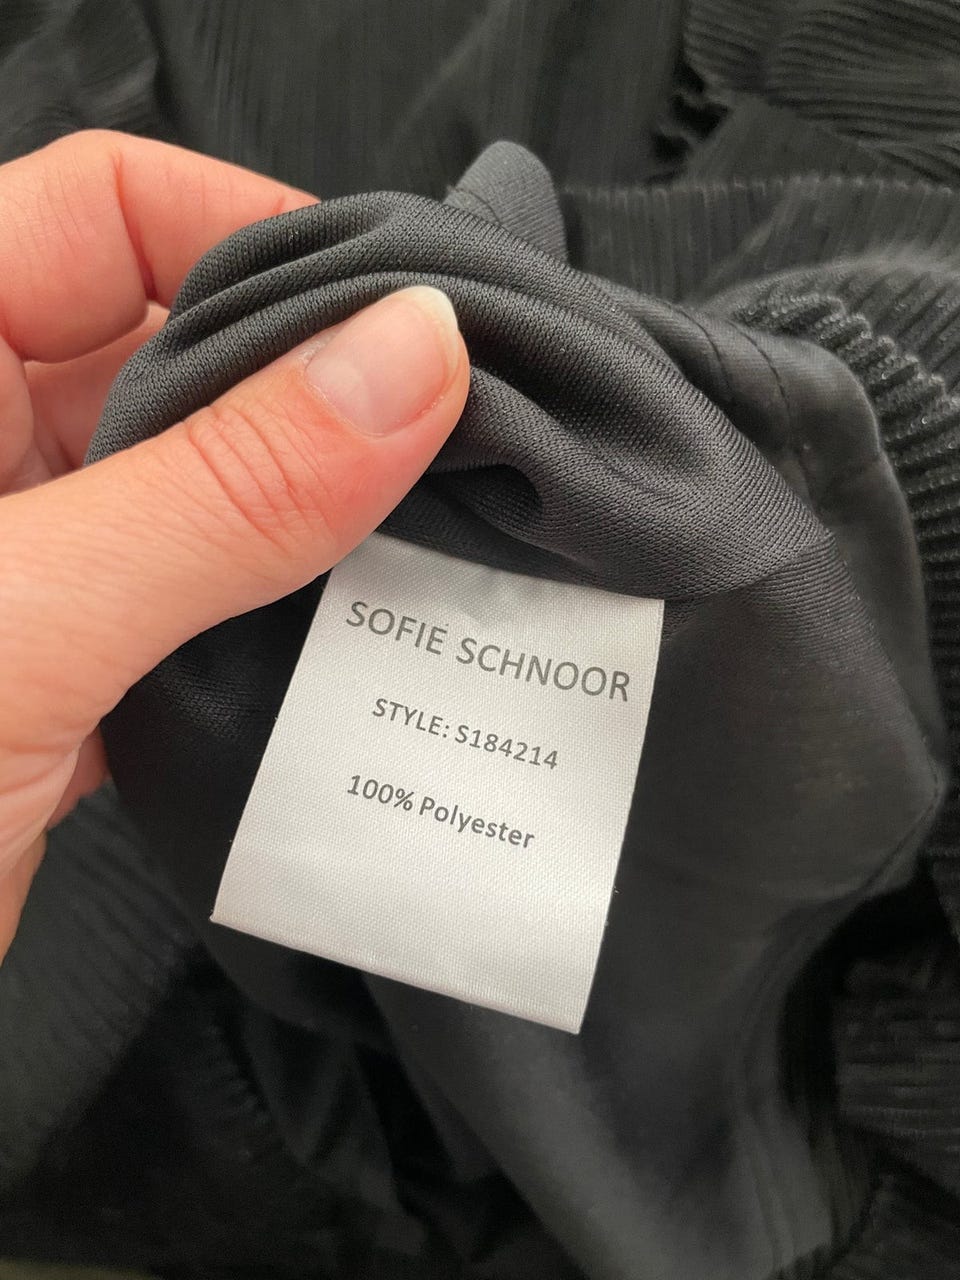 SOFIE SCHNOOR
STYLE: S184214
100% Polyester